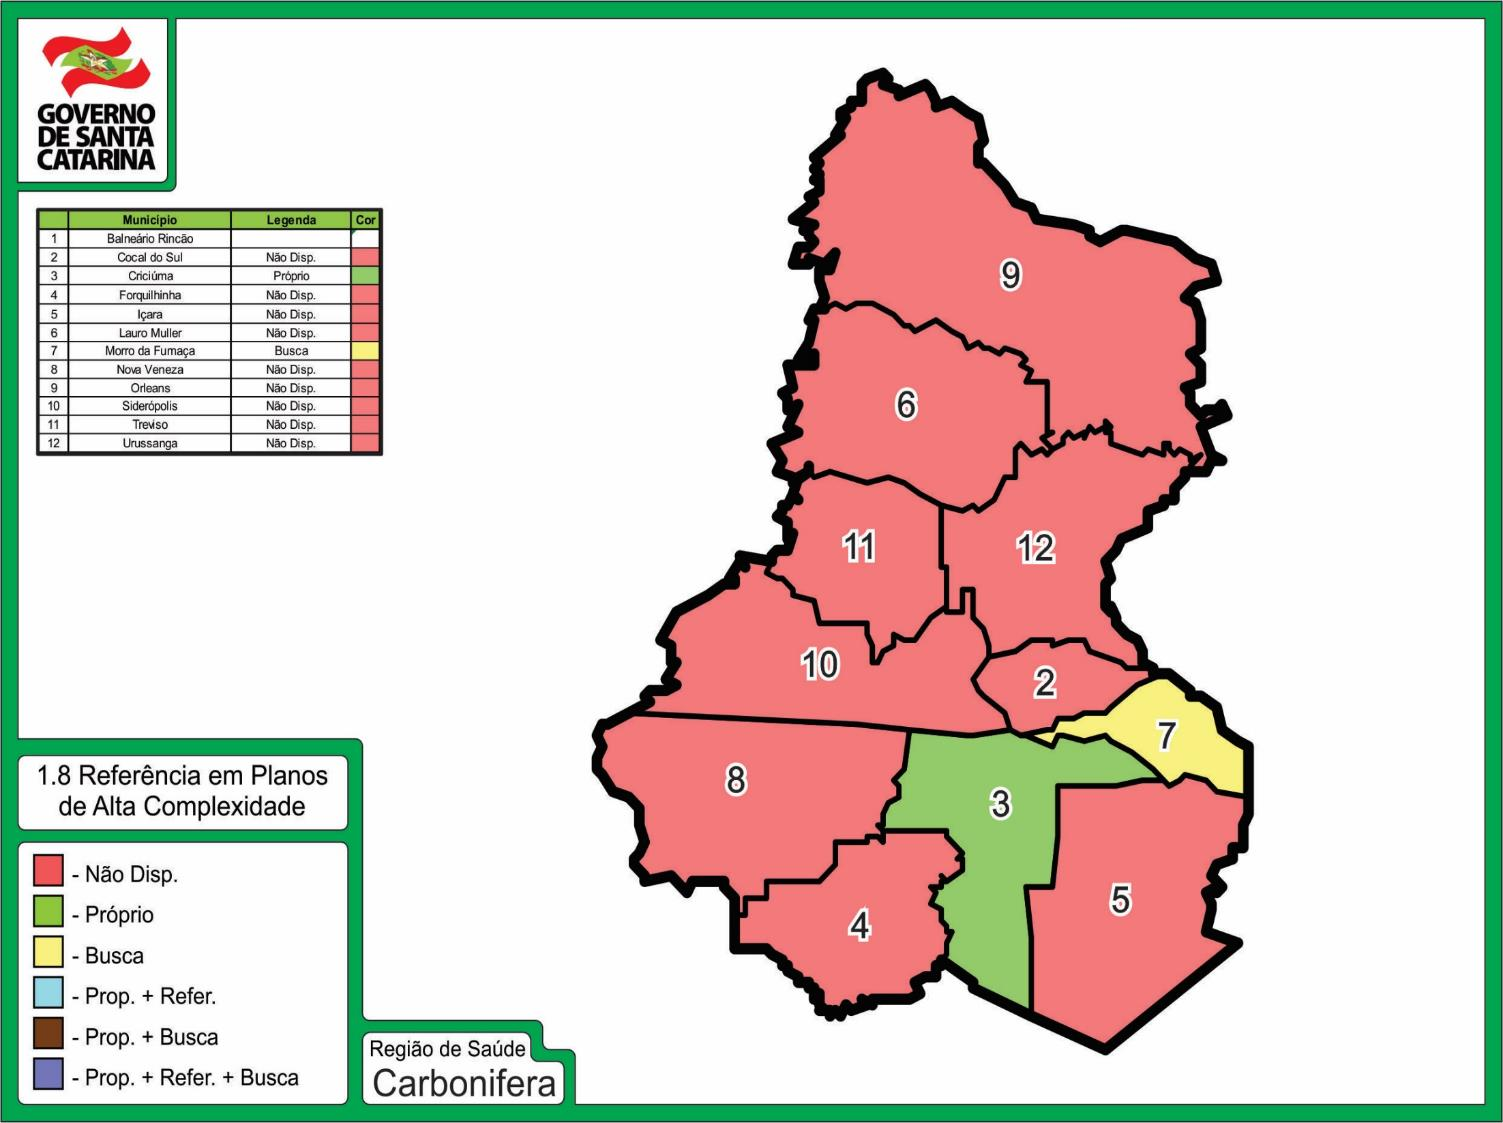 GOVERNO
DE SANTA
CATARINA
Município Legenda Cor
1 Balneário Rincão
2 Cocal do Sul Não Disp.
3 Criciúma Próprio
4 Forquilhinha Não Disp.
5 Içara Não Disp.
6 Lauro Muller Não Disp.
7 Morro da Fumaça Busca
8 Nova Veneza Não Disp.
9 Orleans Não Disp.
10 Siderópolis Não Disp.
11 Treviso Não Disp.
12 Urussanga Não Disp.
9
6
11
12
10
2
7
8
3
5
4
1.8 Referência em Planos
de Alta Complexidade
- Não Disp.
- Próprio
- Busca
- Prop. + Refer.
- Prop. + Busca
- Prop. + Refer. + Busca
Região de Saúde
Carbonifera